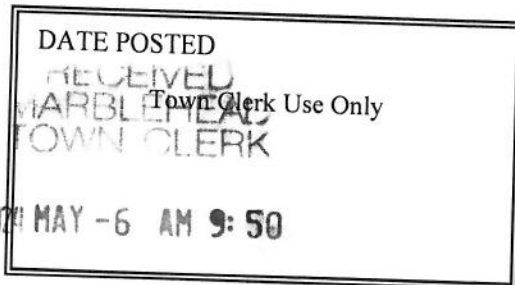 DATE POSTED
RECEIVED
Town Clerk Use Only
MARBLEHEAD
TOWN CLERK
MAY -6 AM 9:50